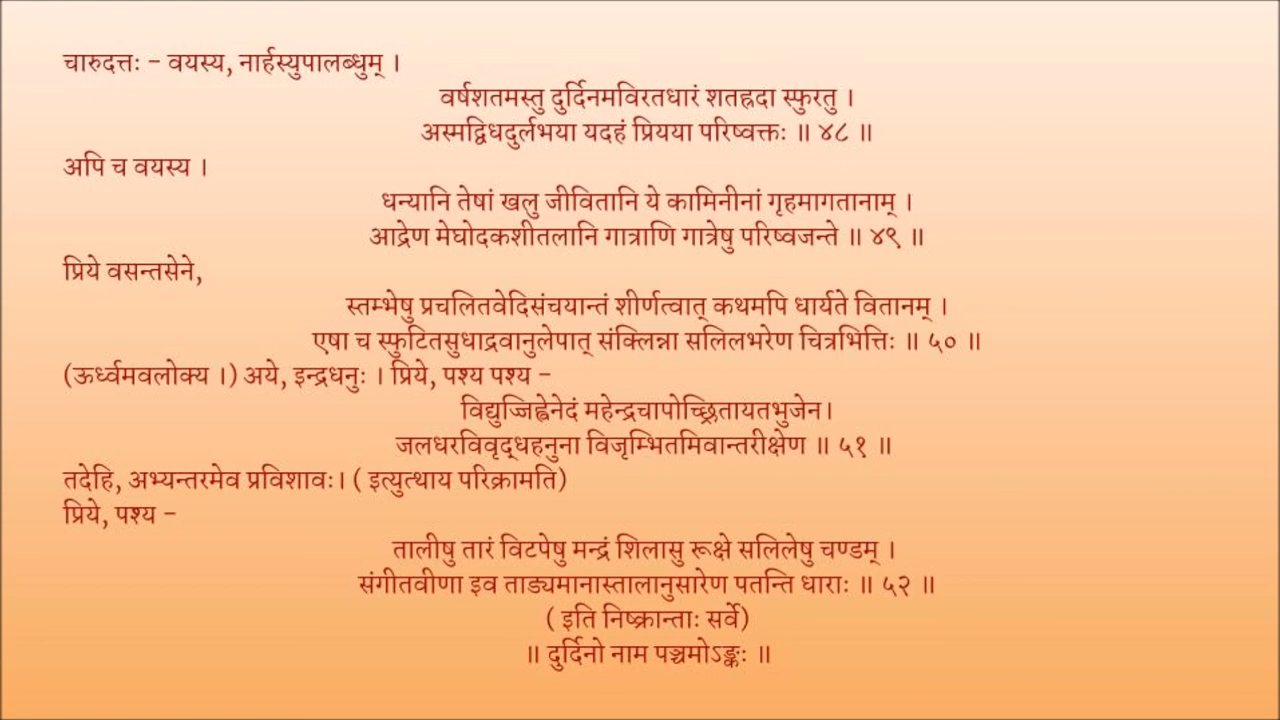 चारुदत्तः - वयस्य, नार्हस्युपालब्धुम् ।
वर्षशतमस्तु दुर्दिनमविरतधारं शतह्रदा स्फुरतु ।
अस्मद्विधदुर्लभया यदहं प्रियया परिष्वक्तः ॥ ४८ ॥
अपि च वयस्य ।
धन्यानि तेषां खलु जीवितानि ये कामिनीनां गृहमागतानाम् ।
आद्रेण मेघोदकशीतलानि गात्राणि गात्रेषु परिष्वजन्ते ॥ ४९ ॥
प्रिये वसन्तसेने,
स्तम्भेषु प्रचलितवेदिसंचयान्तं शीर्णत्वात् कथमपि धार्यते वितानम् ।
एषा च स्फुटितसुधाद्रवानुलेपात् संक्लिन्ना सलिलभरेण चित्रभित्तिः ॥ ५० ॥
(ऊर्ध्वमवलोक्य ।) अये, इन्द्रधनुः । प्रिये, पश्य पश्य -
विद्युज्जिह्वेनेदं महेन्द्रचापोच्छ्रितायतभुजेन।
जलधरविवृद्धहनुना विजृम्भितमिवान्तरीक्षेण ॥ ५१ ॥
तदेहि, अभ्यन्तरमेव प्रविशावः। ( इत्युत्थाय परिक्रामति)
प्रिये, पश्य -
तालीषु तारं विटपेषु मन्द्रं शिलासु रूक्षे सलिलेषु चण्डम् ।
संगीतवीणा इव ताड्यमानास्तालानुसारेण पतन्ति धाराः ॥ ५२ ॥
( इति निष्क्रान्ताः सर्वे)
॥ दुर्दिनो नाम पञ्चमोऽङ्कः ॥